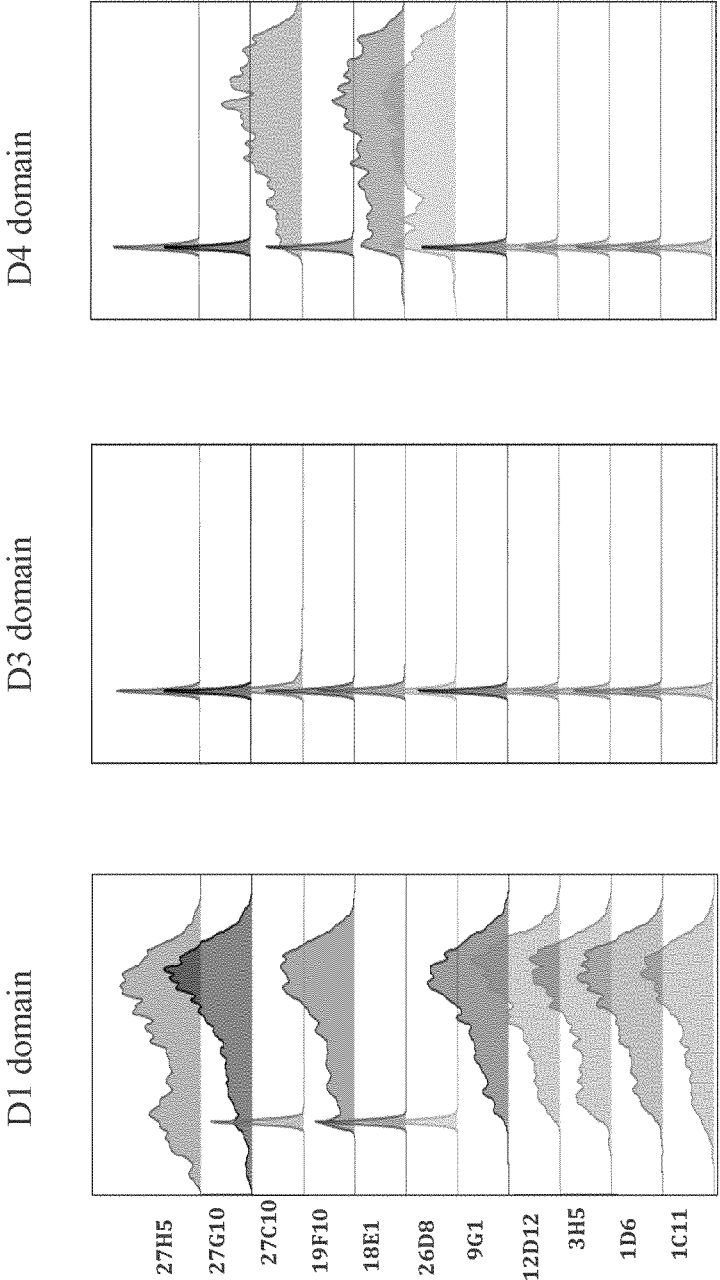 D4 domain
D3 domain
D1 domain
27H5
27G10
27C10
19F10
18E1
26D8
9G1
12D12
3H5
1D6
1C11